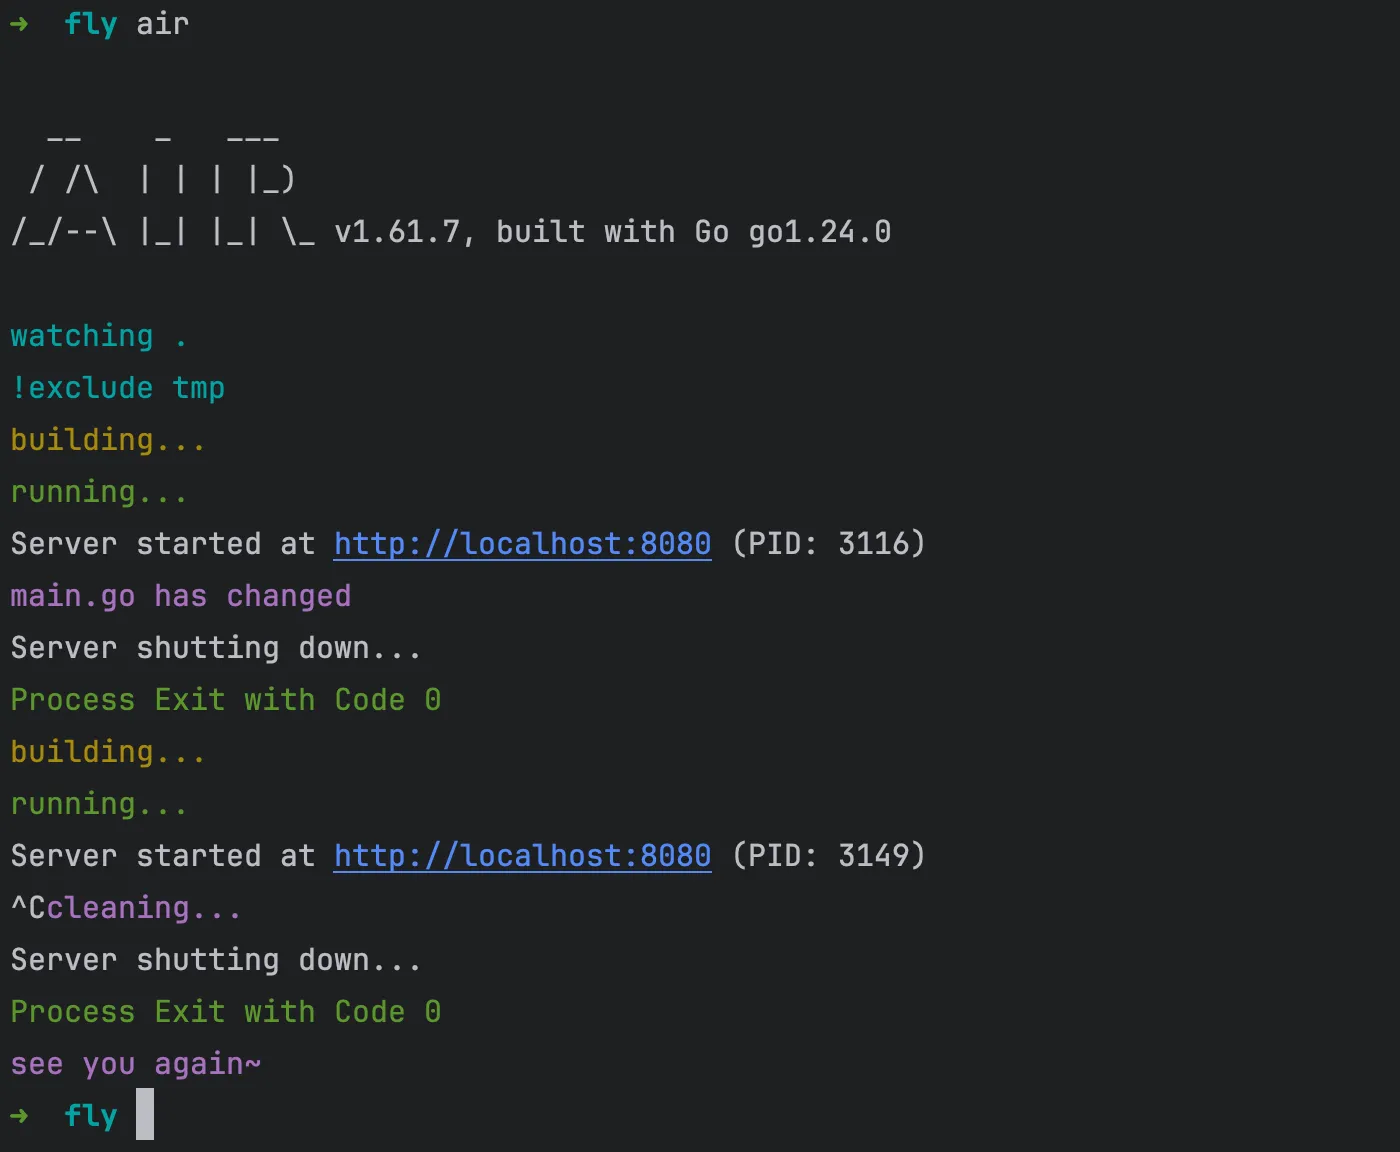 ➜  fly air

  __    _   ___
 / /\  | | | |_)
/_/--\ |_| |_| \_ v1.61.7, built with Go go1.24.0

watching .
!exclude tmp
building...
running...
Server started at http://localhost:8080 (PID: 3116)
main.go has changed
Server shutting down...
Process Exit with Code 0
building...
running...
Server started at http://localhost:8080 (PID: 3149)
^Ccleaning...
Server shutting down...
Process Exit with Code 0
see you again~
➜  fly